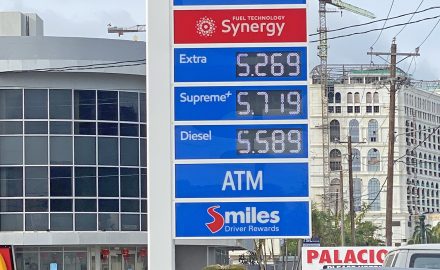 FUEL TECHNOLOGY
Synergy
Extra 5.269
Supreme+ 5.719
Diesel 5.589
ATM
Smiles
Driver Rewards
PALACIO